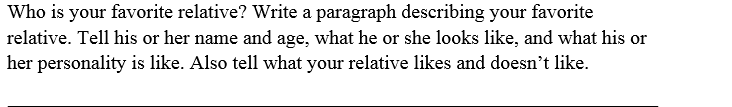 Who is your favorite relative? Write a paragraph describing your favorite
relative. Tell his or her name and age, what he or she looks like, and what his or
her personality is like. Also tell what your relative likes and doesn’t like.